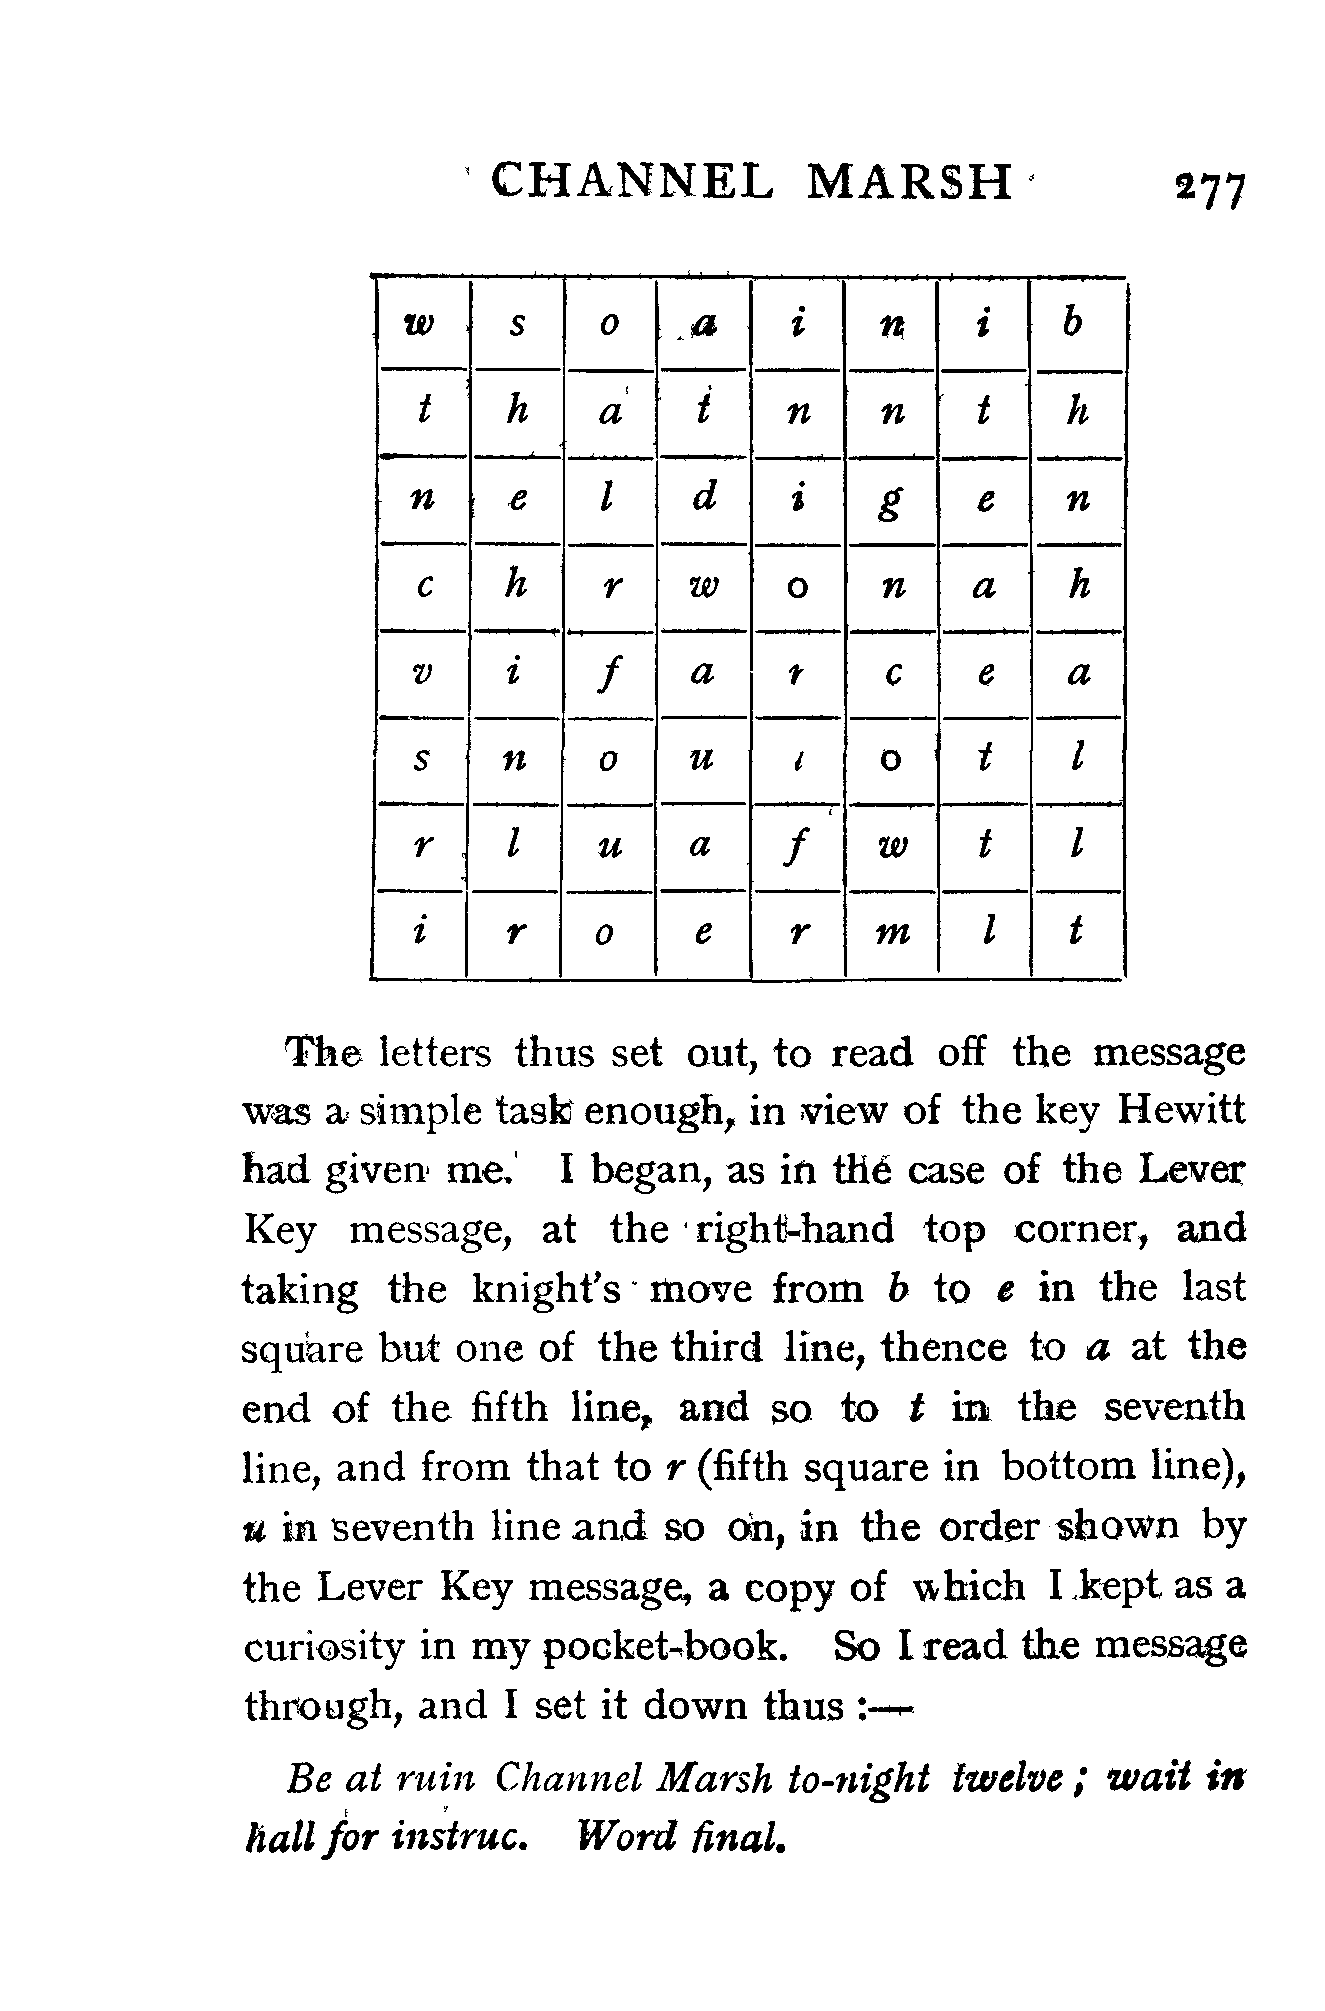 CHANNEL MARSH 277
w s o a i n i b
t h a t n n t h
n e l d i g e n
c h r w o n a h
v i f a r c e a
s n o u i o t l
r l u a f w t l
i r o e r m l t
The letters thus set out, to read off the message
was a simple task enough, in view of the key Hewitt
had given me. I began, as in the case of the Lever
Key message, at the right-hand top corner, and
taking the knight's move from b to e in the last
square but one of the third line, thence to a at the
end of the fifth line, and so to t in the seventh
line, and from that to r (fifth square in bottom line),
u in seventh line and so on, in the order shown by
the Lever Key message, a copy of which I kept as a
curiosity in my pocket-book. So I read the message
through, and I set it down thus :—
Be at ruin Channel Marsh to-night twelve ; wait in
hall for instruc. Word final.